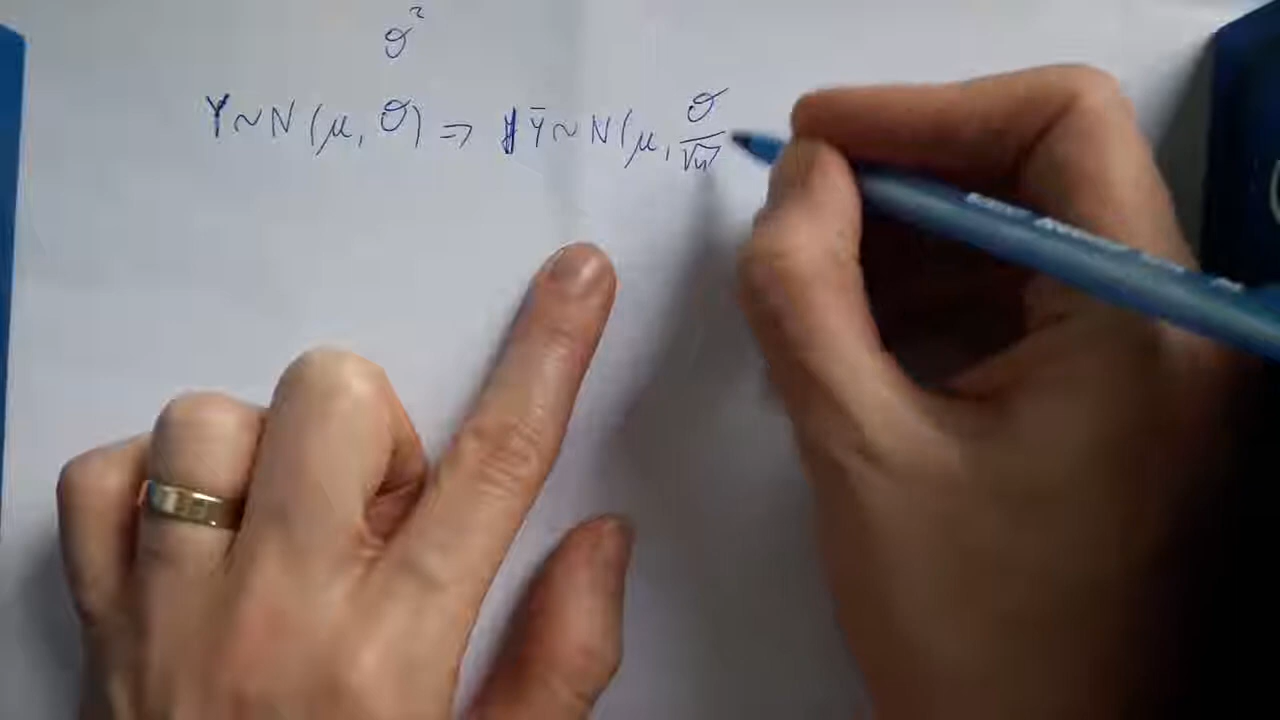 σ²
Y ~ N (μ, σ) => Ȳ ~ N (μ, σ/√n